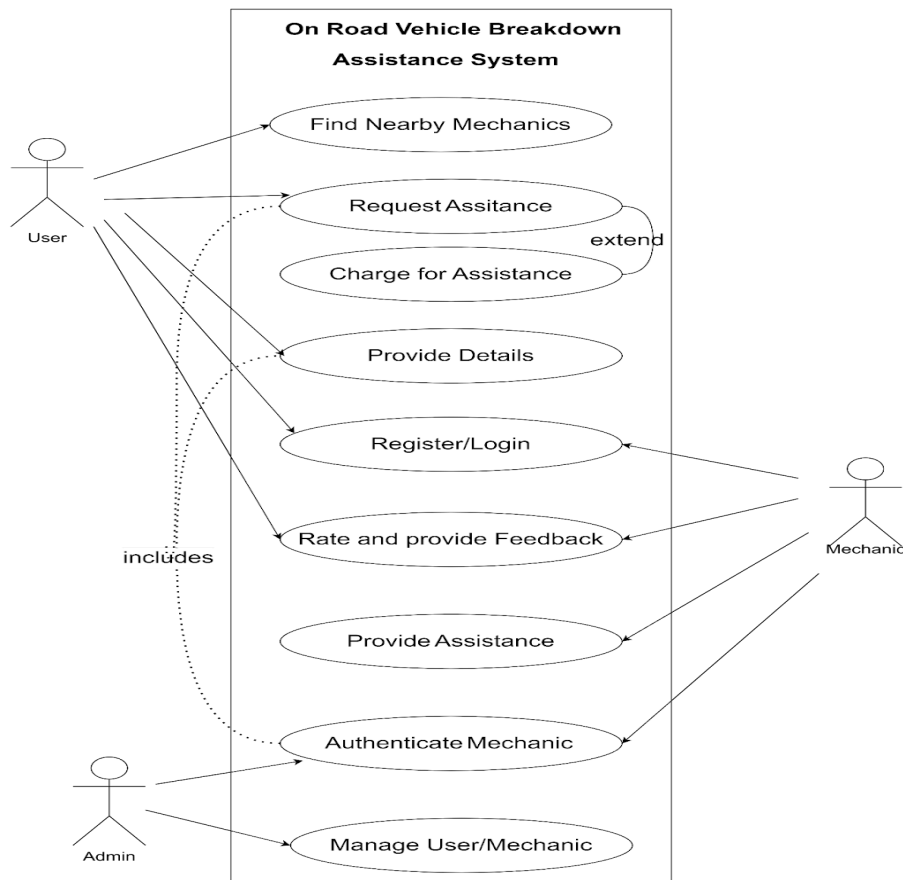 On Road Vehicle Breakdown
Assistance System
Find Nearby Mechanics
Request Assitance
extend
Charge for Assistance
User
Provide Details
Register/Login
Rate and provide Feedback
includes
Mechanic
Provide Assistance
Authenticate Mechanic
Manage User/Mechanic
Admin